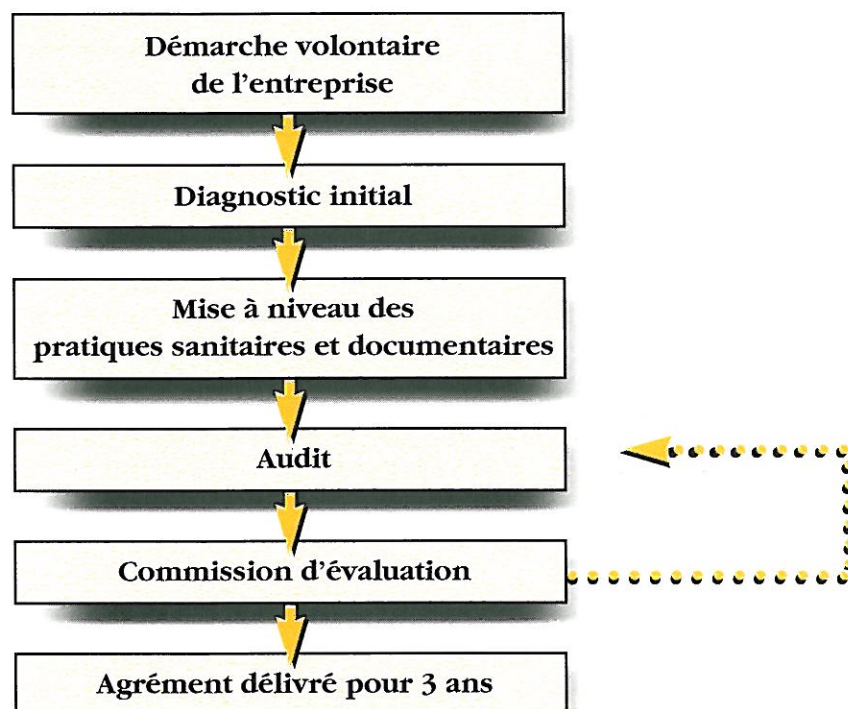 Démarche volontaire
de l'entreprise
Diagnostic initial
Mise à niveau des
pratiques sanitaires et documentaires
Audit
Commission d'évaluation
Agrément délivré pour 3 ans